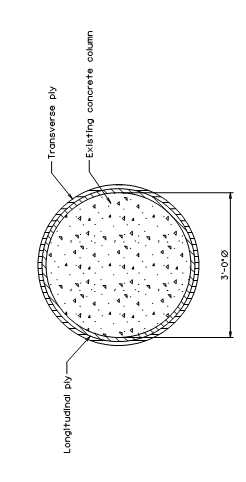 Transverse ply
Existing concrete column
Longitudinal ply
3'-0"Ø